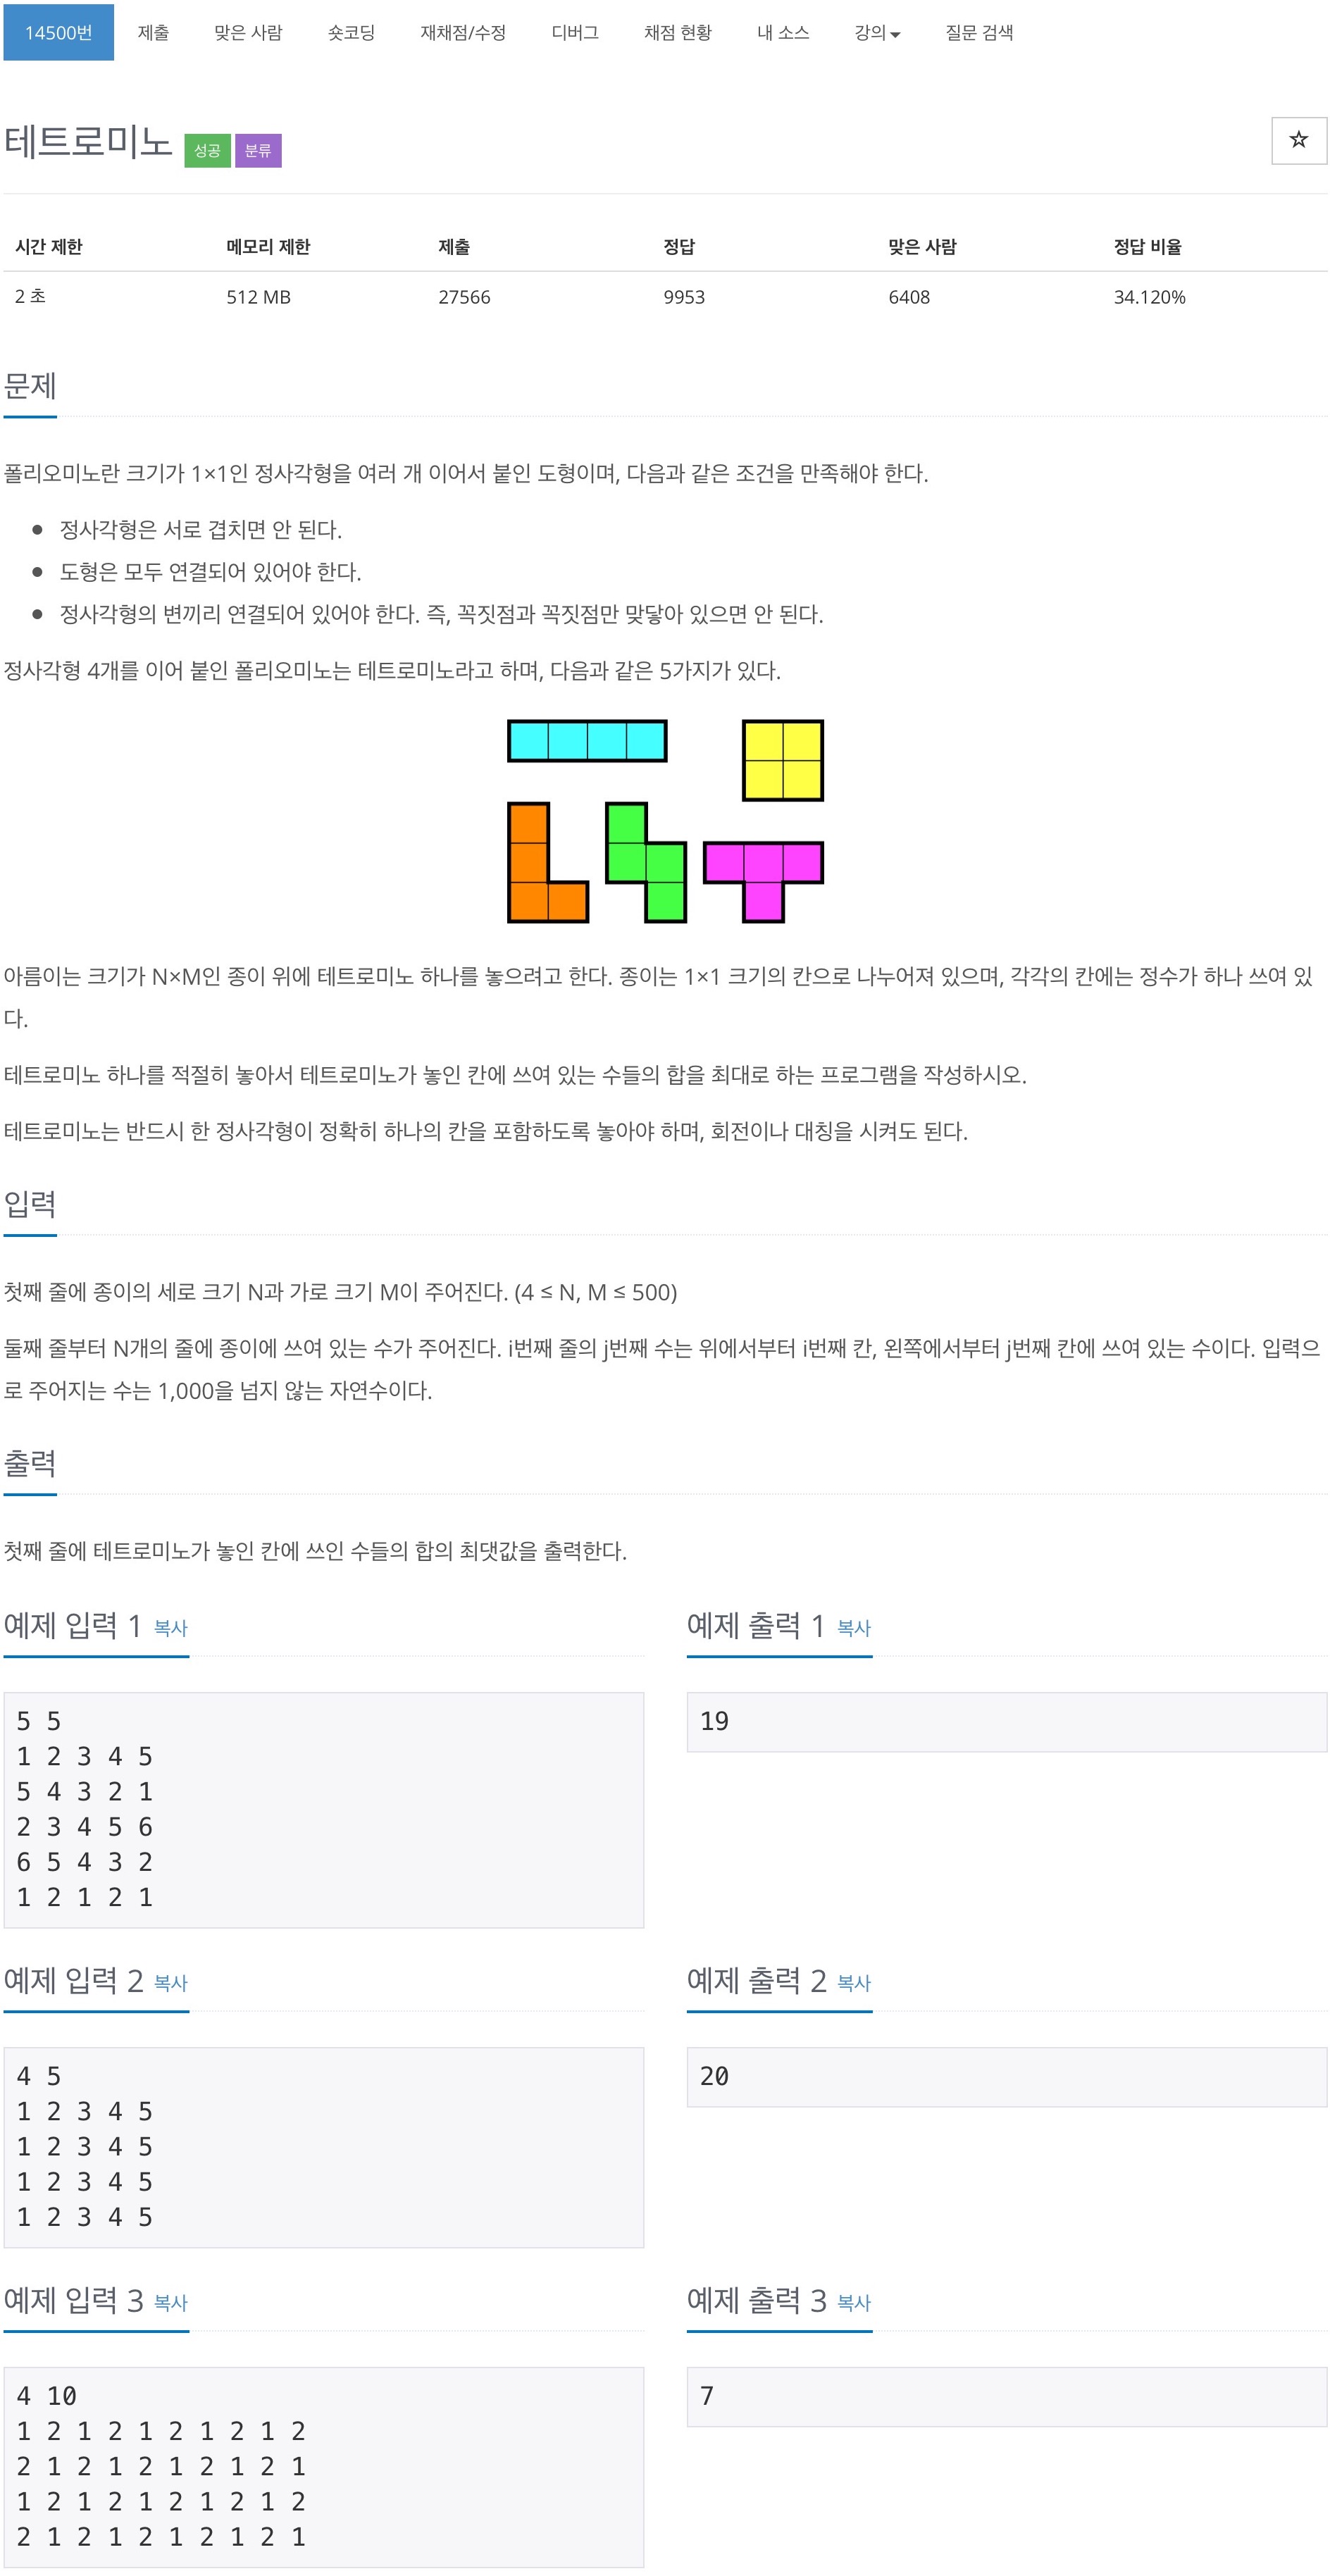 14500번 제출 맞은 사람 숏코딩 재채점/수정 디버그 채점 현황 내 소스 강의 질문 검색
테트로미노 성공 분류
시간 제한 메모리 제한 제출 정답 맞은 사람 정답 비율
2 초 512 MB 27566 9953 6408 34.120%
문제
폴리오미노란 크기가 1×1인 정사각형을 여러 개 이어서 붙인 도형이며, 다음과 같은 조건을 만족해야 한다.
정사각형은 서로 겹치면 안 된다.
도형은 모두 연결되어 있어야 한다.
정사각형의 변끼리 연결되어 있어야 한다. 즉, 꼭짓점과 꼭짓점만 맞닿아 있으면 안 된다.
정사각형 4개를 이어 붙인 폴리오미노는 테트로미노라고 하며, 다음과 같은 5가지가 있다.
아름이는 크기가 N×M인 종이 위에 테트로미노 하나를 놓으려고 한다. 종이는 1×1 크기의 칸으로 나누어져 있으며, 각각의 칸에는 정수가 하나 쓰여 있
다.
테트로미노 하나를 적절히 놓아서 테트로미노가 놓인 칸에 쓰여 있는 수들의 합을 최대로 하는 프로그램을 작성하시오.
테트로미노는 반드시 한 정사각형이 정확히 하나의 칸을 포함하도록 놓아야 하며, 회전이나 대칭을 시켜도 된다.
입력
첫째 줄에 종이의 세로 크기 N과 가로 크기 M이 주어진다. (4 ≤ N, M ≤ 500)
둘째 줄부터 N개의 줄에 종이에 쓰여 있는 수가 주어진다. i번째 줄의 j번째 수는 위에서부터 i번째 칸, 왼쪽에서부터 j번째 칸에 쓰여 있는 수이다. 입력으
로 주어지는 수는 1,000을 넘지 않는 자연수이다.
출력
첫째 줄에 테트로미노가 놓인 칸에 쓰인 수들의 합의 최댓값을 출력한다.
예제 입력 1 복사
5 5
1 2 3 4 5
5 4 3 2 1
2 3 4 5 6
6 5 4 3 2
1 2 1 2 1
예제 출력 1 복사
19
예제 입력 2 복사
4 5
1 2 3 4 5
1 2 3 4 5
1 2 3 4 5
1 2 3 4 5
예제 출력 2 복사
20
예제 입력 3 복사
4 10
1 2 1 2 1 2 1 2 1 2
2 1 2 1 2 1 2 1 2 1
1 2 1 2 1 2 1 2 1 2
2 1 2 1 2 1 2 1 2 1
예제 출력 3 복사
7